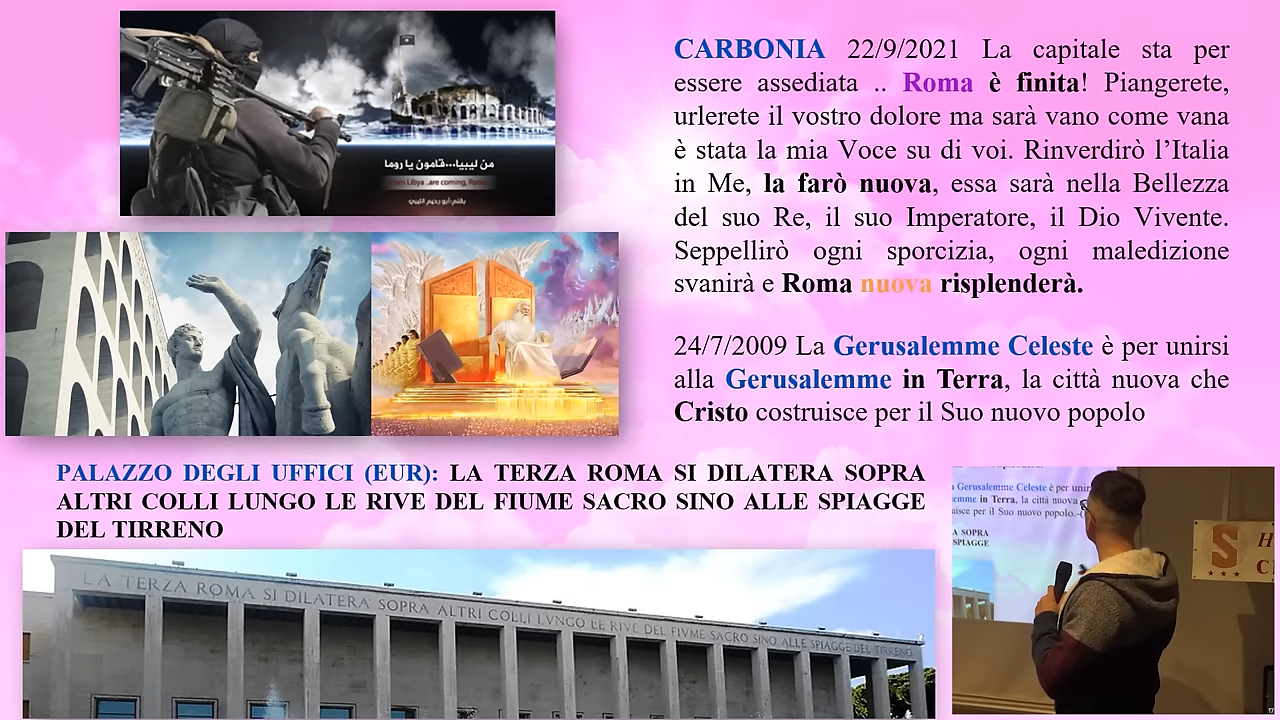 من ليبيا...قامون يا روما
are coming,
CARBONIA 22/9/2021 La capitale sta per
essere assediata .. Roma è finita! Piangerete,
urlerete il vostro dolore ma sarà vano come vana
è stata la mia Voce su di voi. Rinverdirò l’Italia
in Me, la farò nuova, essa sarà nella Bellezza
del suo Re, il suo Imperatore, il Dio Vivente.
Seppellirò ogni sporcizia, ogni maledizione
svanirà e Roma nuova risplenderà.
24/7/2009 La Gerusalemme Celeste è per unirsi
alla Gerusalemme in Terra, la città nuova che
Cristo costruisce per il Suo nuovo popolo
PALAZZO DEGLI UFFICI (EUR): LA TERZA ROMA SI DILATERA SOPRA
ALTRI COLLI LUNGO LE RIVE DEL FIUME SACRO SINO ALLE SPIAGGE
DEL TIRRENO
LA TERZA ROMA SI DILATERA SOPRA ALTRI COLLI LVNGO LE RIVE DEL FIVME SACRO SINO ALLE SPIAGGE DEL TIRRENO
Gerusalemme Celeste è per unir
lemme in Terra, la città nuova
uisce per il Suo nuovo popolo.
A SOPRA
SPIAGGE
S H
C
17